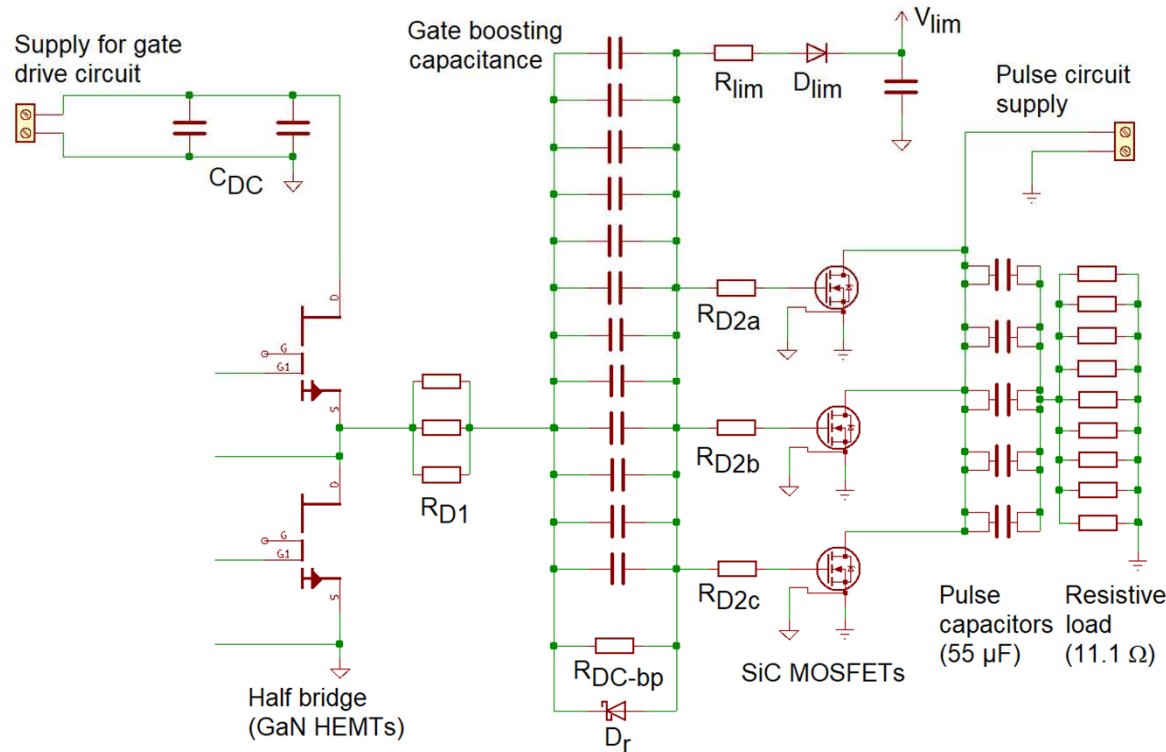 Supply for gate
drive circuit
C_DC
Gate boosting
capacitance
R_lim
D_lim
V_lim
Pulse circuit
supply
D
G
G1
S
D
G
G1
S
R_D1
R_D2a
R_D2b
R_D2c
R_DC-bp
D_r
Half bridge
(GaN HEMTs)
SiC MOSFETs
Pulse
capacitors
(55 µF)
Resistive
load
(11.1 Ω)